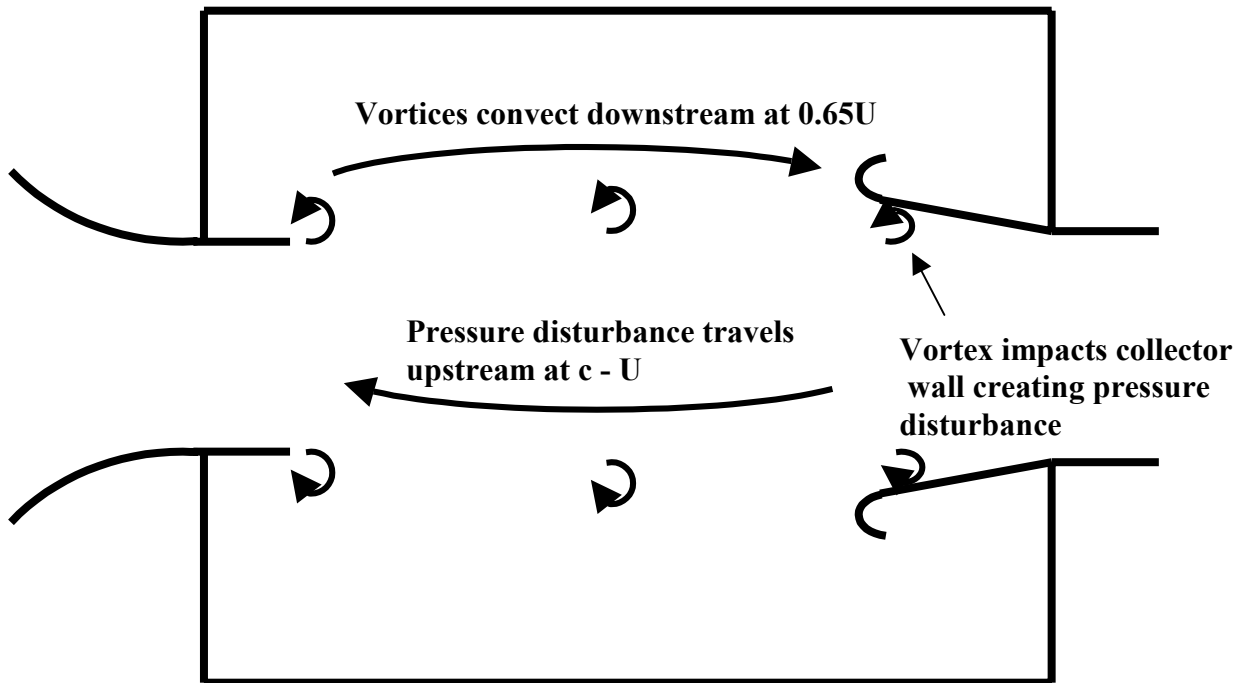 Vortices convect downstream at 0.65U
Pressure disturbance travels
upstream at c - U
Vortex impacts collector
wall creating pressure
disturbance